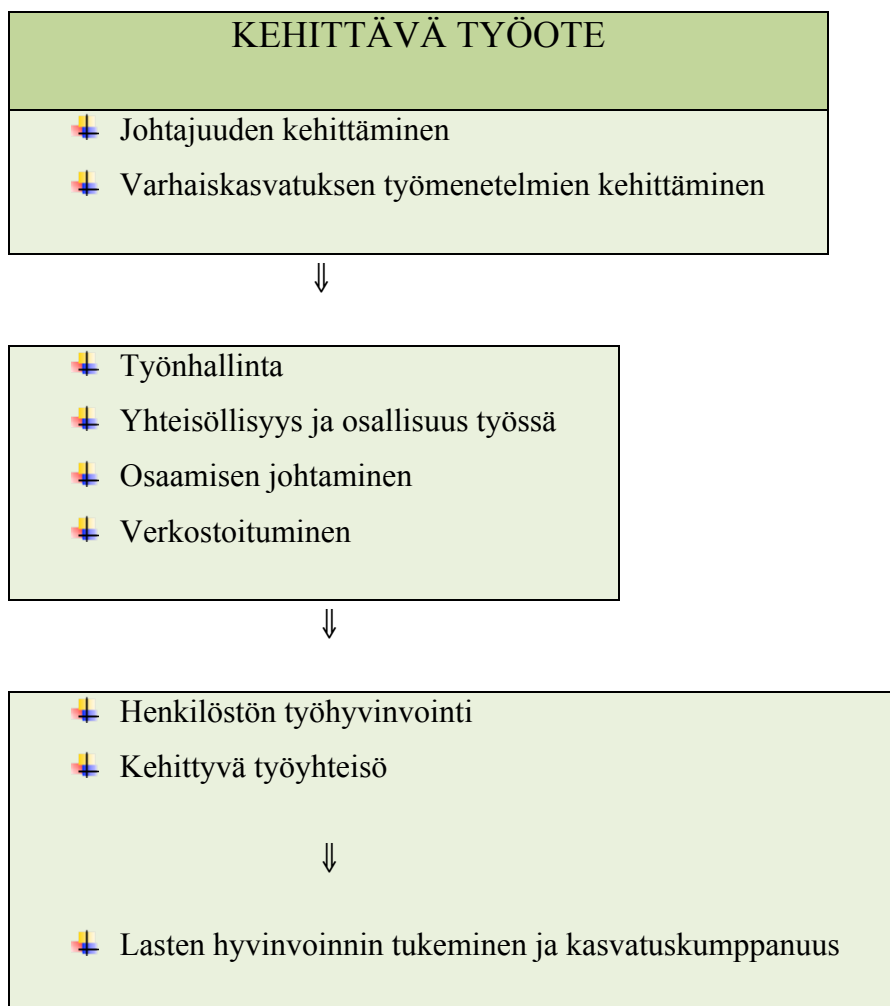 KEHITTÄVÄ TYÖOTE
Johtajuuden kehittäminen
Varhaiskasvatuksen työmenetelmien kehittäminen
⇓
Työnhallinta
Yhteisöllisyys ja osallisuus työssä
Osaamisen johtaminen
Verkostoituminen
⇓
Henkilöstön työhyvinvointi
Kehittyvä työyhteisö
⇓
Lasten hyvinvoinnin tukeminen ja kasvatuskumppanuus